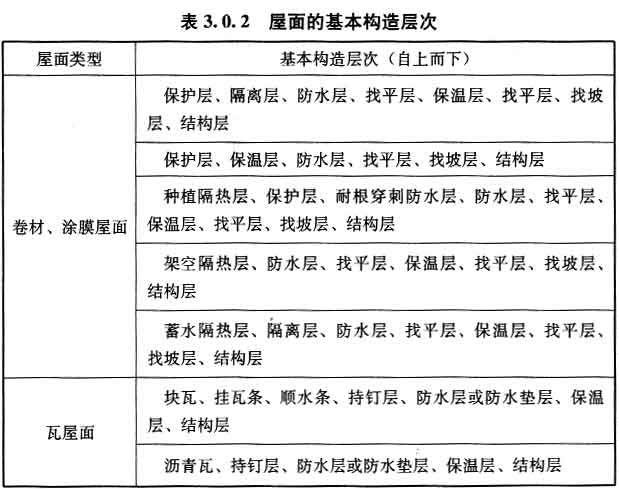 表3.0.2 屋面的基本构造层次
屋面类型
基本构造层次（自上而下）
卷材、涂膜屋面
保护层、隔离层、防水层、找平层、保温层、找平层、找坡
层、结构层
保护层、保温层、防水层、找平层、找坡层、结构层
种植隔热层、保护层、耐根穿刺防水层、防水层、找平层、
保温层、找平层、找坡层、结构层
架空隔热层、防水层、找平层、保温层、找平层、找坡层、
结构层
蓄水隔热层、隔离层、防水层、找平层、保温层、找平层、
找坡层、结构层
瓦屋面
块瓦、挂瓦条、顺水条、持钉层、防水层或防水垫层、保温
层、结构层
沥青瓦、持钉层、防水层或防水垫层、保温层、结构层